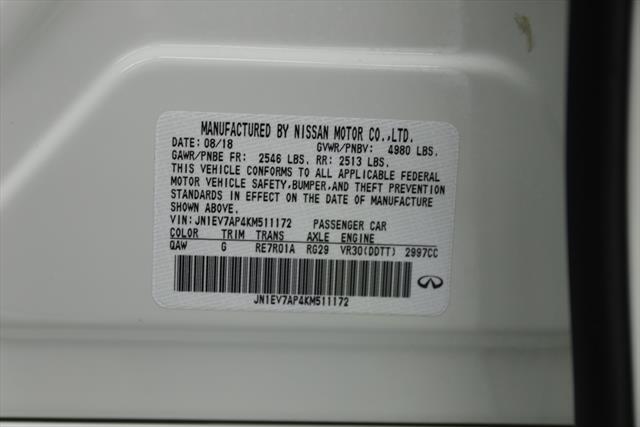 MANUFACTURED BY NISSAN MOTOR CO.,LTD.
DATE: 08/18 GVWR/PNBV: 4980 LBS.
GAWR/PNBE FR: 2546 LBS. RR: 2513 LBS.
THIS VEHICLE CONFORMS TO ALL APPLICABLE FEDERAL
MOTOR VEHICLE SAFETY,BUMPER,AND THEFT PREVENTION
STANDARDS IN EFFECT ON THE DATE OF MANUFACTURE
SHOWN ABOVE.
VIN: JN1EV7AP4KM511172 PASSENGER CAR
COLOR TRIM TRANS AXLE ENGINE
QAW G RE7R01A RG29 VR30(DDTT) 2997CC
JN1EV7AP4KM511172